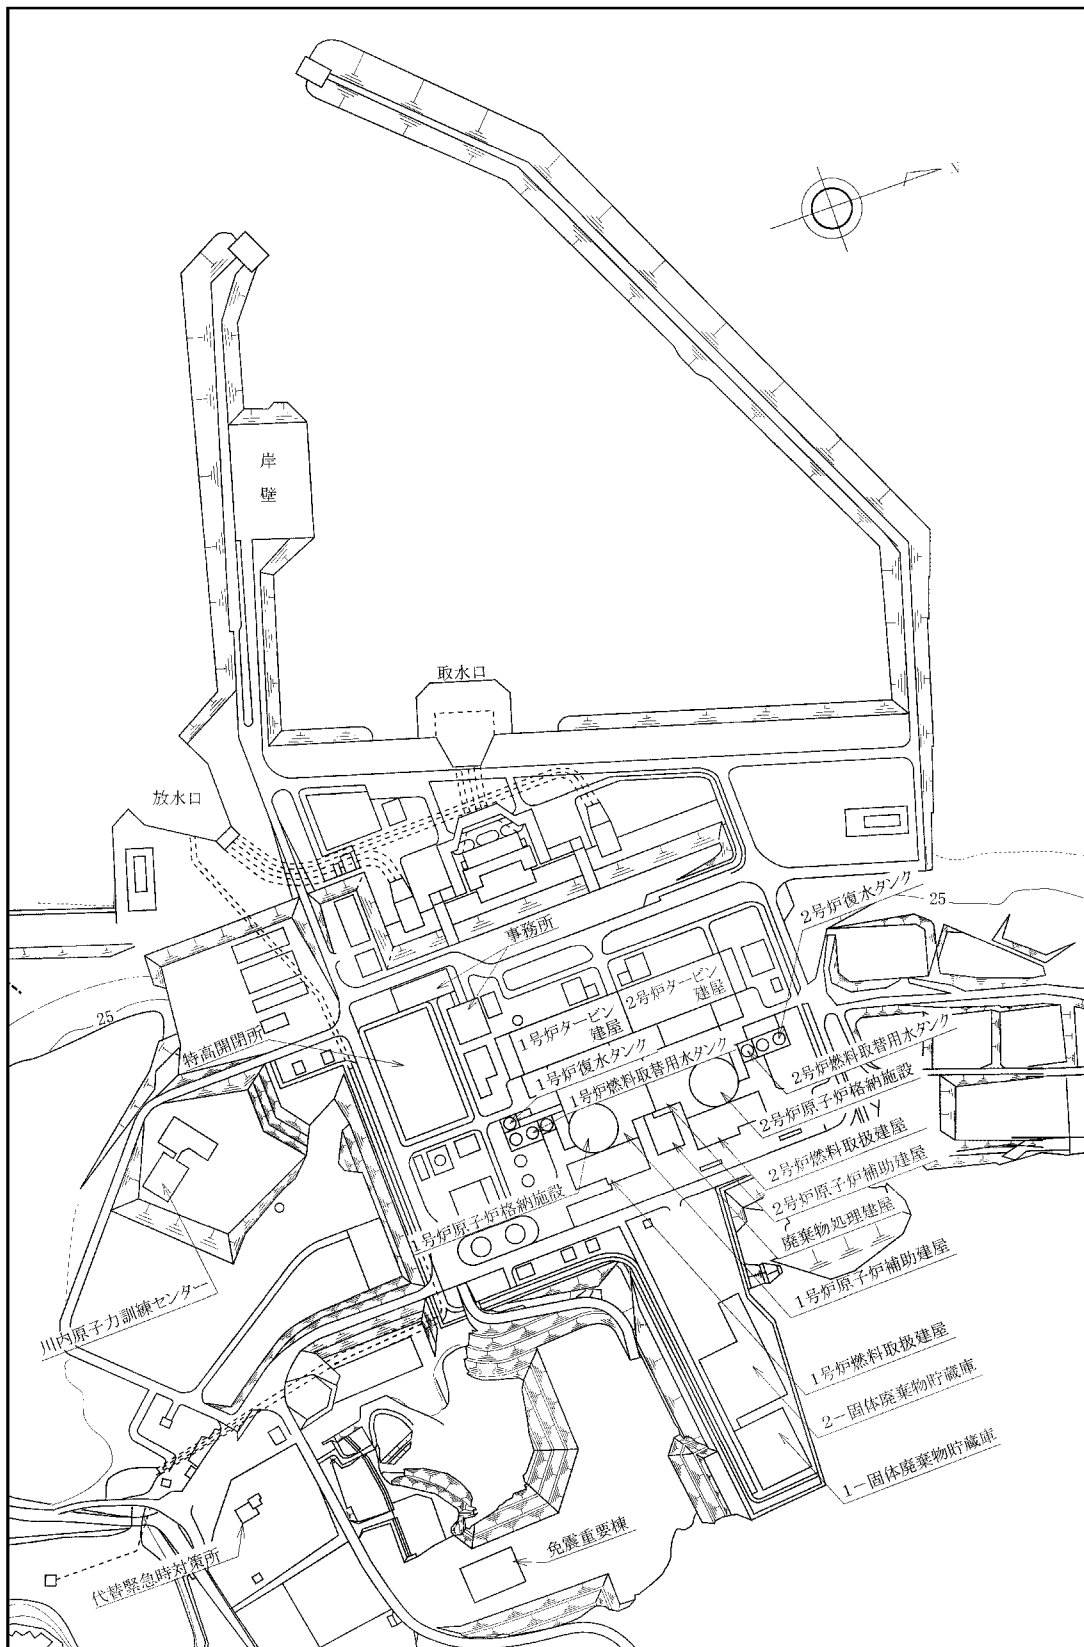 N
岸
壁
取水口
放水口
2号炉復水タンク
25
事務所
2号炉タービン
建屋
1号炉タービン
建屋
25
特高開閉所
1号炉復水タンク
1号炉燃料取替用水タンク
2号炉燃料取替用水タンク
2号炉原子炉格納施設
2号炉燃料取扱建屋
2号炉原子炉補助建屋
廃棄物処理建屋
1号炉原子炉格納施設
1号炉原子炉補助建屋
川内原子力訓練センター
1号炉燃料取扱建屋
2－固体廃棄物貯蔵庫
1－固体廃棄物貯蔵庫
免震重要棟
代替緊急時対策所